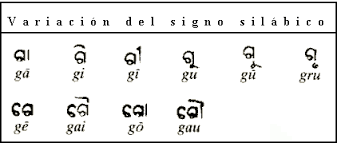 Variación del signo silábico
ଗା ଗି ଗୀ ଗୁ ଗୂ ଗୃ
gā gi gī gu gū gru
ଗେ ଗୈ ଗୋ ଗୌ
gē gai gō gau